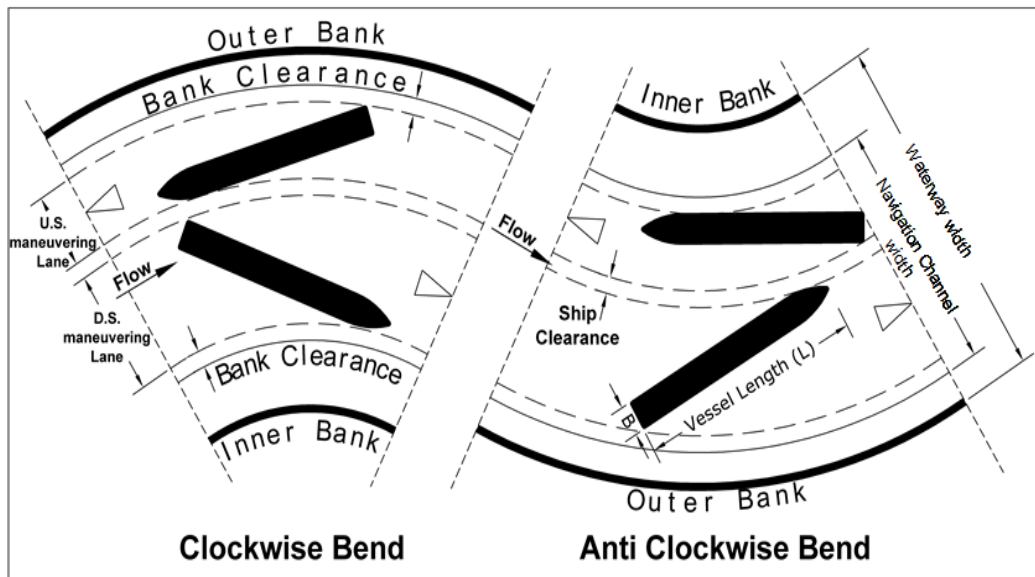 Outer Bank
Bank Clearance
U.S.
maneuvering
Lane
Flow
D.S.
maneuvering
Lane
Bank Clearance
Inner Bank
Clockwise Bend
Inner Bank
Waterway width
Navigation Channel
width
Flow
Ship
Clearance
Vessel Length (L)
B
Outer Bank
Anti Clockwise Bend